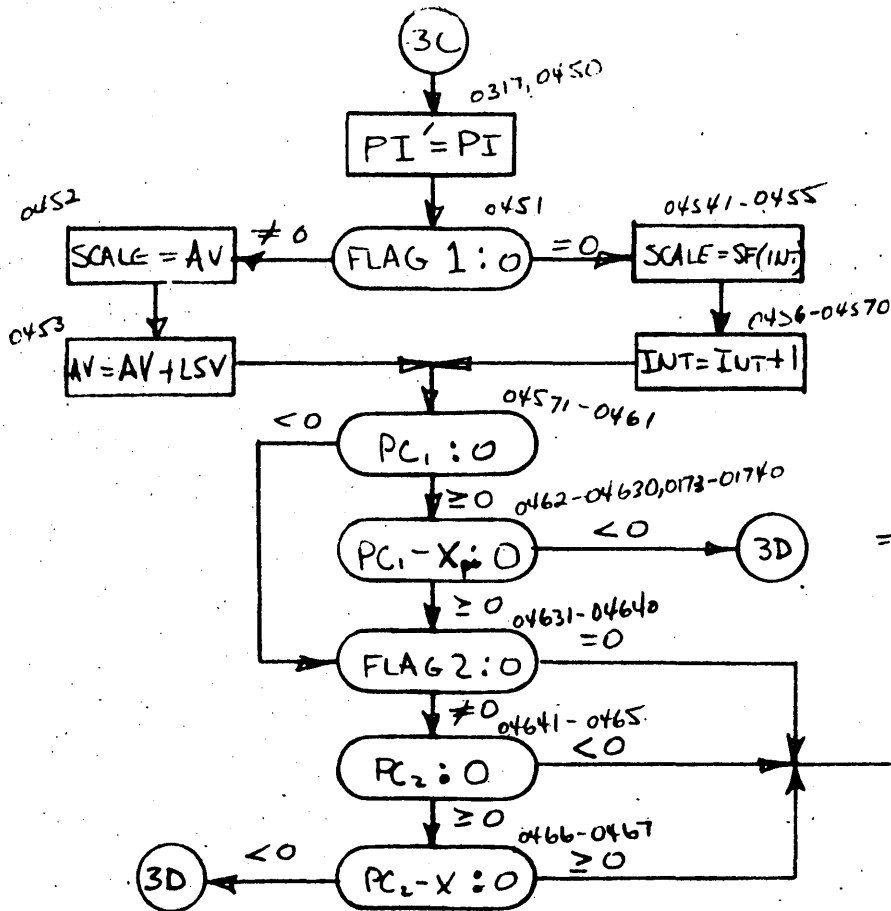 3C
0317, 0450
PI' = PI
0451
FLAG 1 : 0
≠ 0
= 0
0452
SCALE = AV
0453
AV = AV + LSV
04541 - 0455
SCALE = SF(INT)
0456 - 04570
INT = INT + 1
04571 - 0461
PC₁ : 0
< 0
≥ 0
0462 - 04630, 0173 - 01740
PC₁ - Xpi : 0
< 0
3D
=
≥ 0
04631 - 04640
FLAG 2 : 0
= 0
≠ 0
04641 - 0465
PC₂ : 0
< 0
≥ 0
0466 - 0467
PC₂ - X : 0
≥ 0
< 0
3D